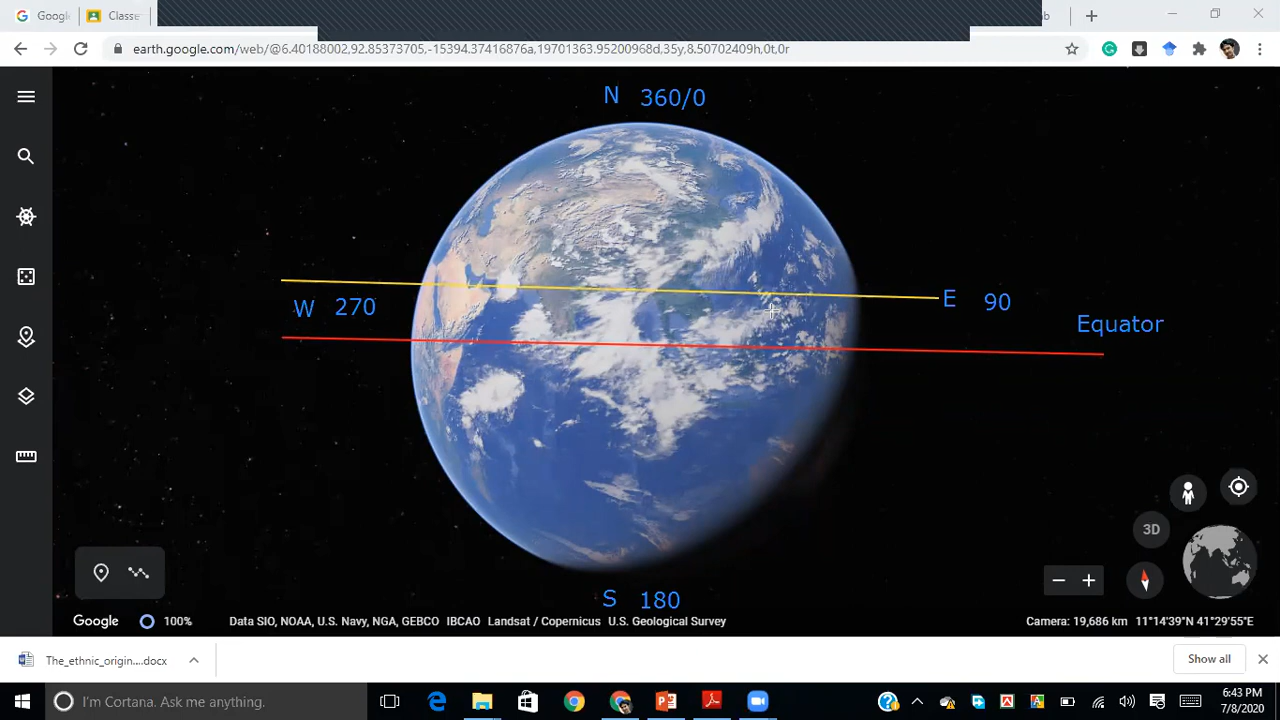 Google
Classe
b
earth.google.com/web/@6.40188002,92.85373705,-15394.37416876a,19701363.95200968d,35y,8.50702409h,0t,0r
N 360/0
W 270
E 90
Equator
3D
S 180
Google 100% Data SIO, NOAA, U.S. Navy, NGA, GEBCO IBCAO Landsat / Copernicus U.S. Geological Survey Camera: 19,686 km 11°14'39"N 41°29'55"E
The_ethnic_origin....docx Show all
I'm Cortana. Ask me anything.
6:43 PM
7/8/2020